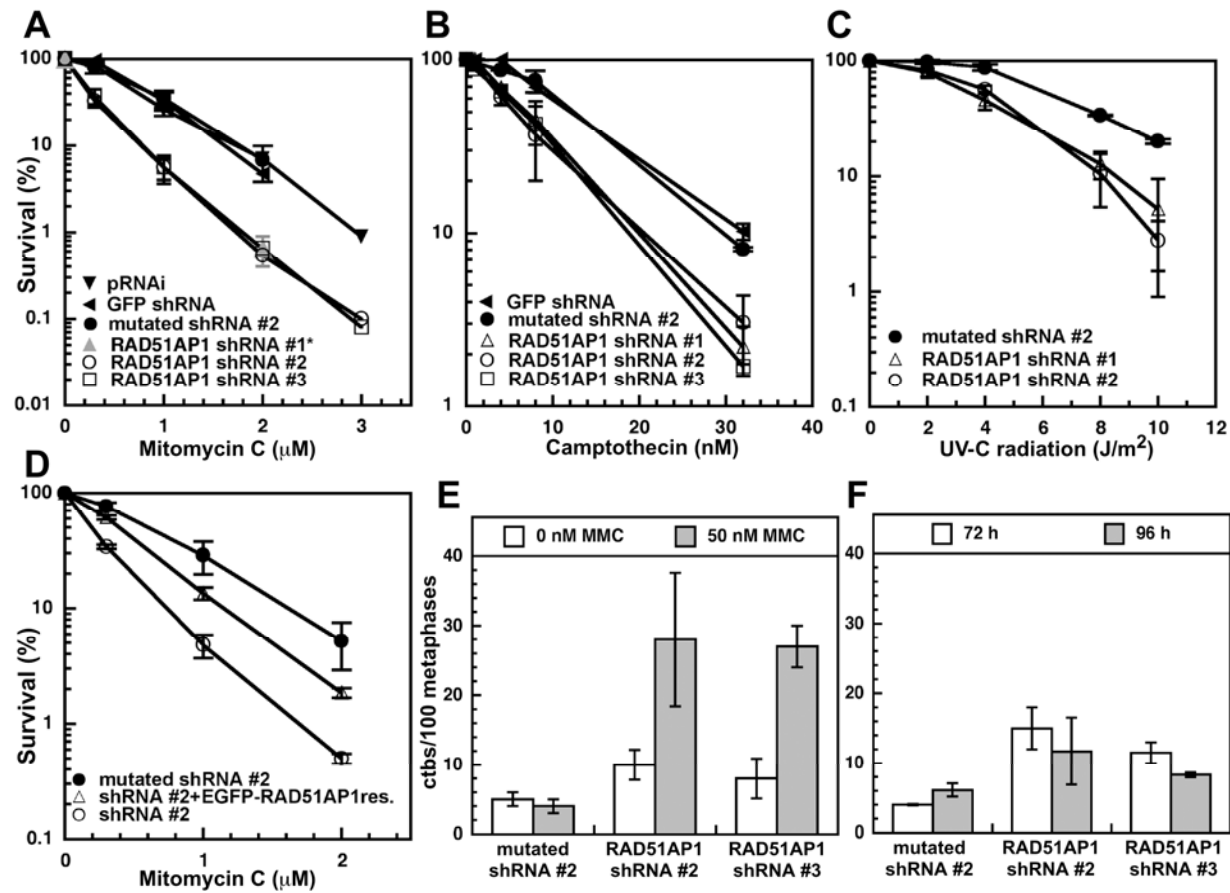 A
Survival (%)
100
10
1
0.1
0.01
pRNAi
GFP shRNA
mutated shRNA #2
RAD51AP1 shRNA #1*
RAD51AP1 shRNA #2
RAD51AP1 shRNA #3
0 1 2 3
Mitomycin C (μM)
B
100
10
1
GFP shRNA
mutated shRNA #2
RAD51AP1 shRNA #1
RAD51AP1 shRNA #2
RAD51AP1 shRNA #3
0 8 16 24 32 40
Camptothecin (nM)
C
100
10
1
0.1
mutated shRNA #2
RAD51AP1 shRNA #1
RAD51AP1 shRNA #2
0 2 4 6 8 10 12
UV-C radiation (J/m²)
D
Survival (%)
100
10
1
0.1
mutated shRNA #2
shRNA #2+EGFP-RAD51AP1res.
shRNA #2
0 1 2
Mitomycin C (μM)
E
0 nM MMC 50 nM MMC
ctbs/100 metaphases
40
30
20
10
0
mutated shRNA #2
RAD51AP1 shRNA #2
RAD51AP1 shRNA #3
F
72 h 96 h
40
30
20
10
0
mutated shRNA #2
RAD51AP1 shRNA #2
RAD51AP1 shRNA #3